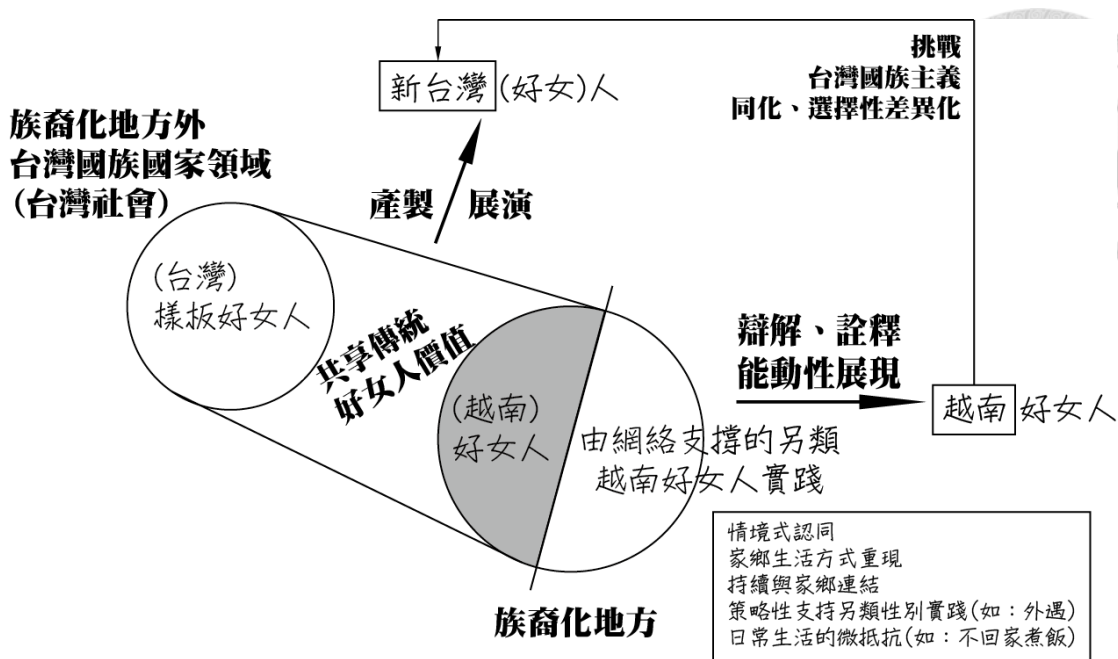 挑戰
台灣國族主義
同化、選擇性差異化
新台灣(好女)人
族裔化地方外
台灣國族國家領域
(台灣社會)
產製 展演
(台灣)
樣板好女人
共享傳統
好女人價值
(越南)
好女人
由網絡支撐的另類
越南好女人實踐
辯解、詮釋
能動性展現
越南好女人
族裔化地方
情境式認同
家鄉生活方式重現
持續與家鄉連結
策略性支持另類性別實踐(如：外遇)
日常生活的微抵抗(如：不回家煮飯)